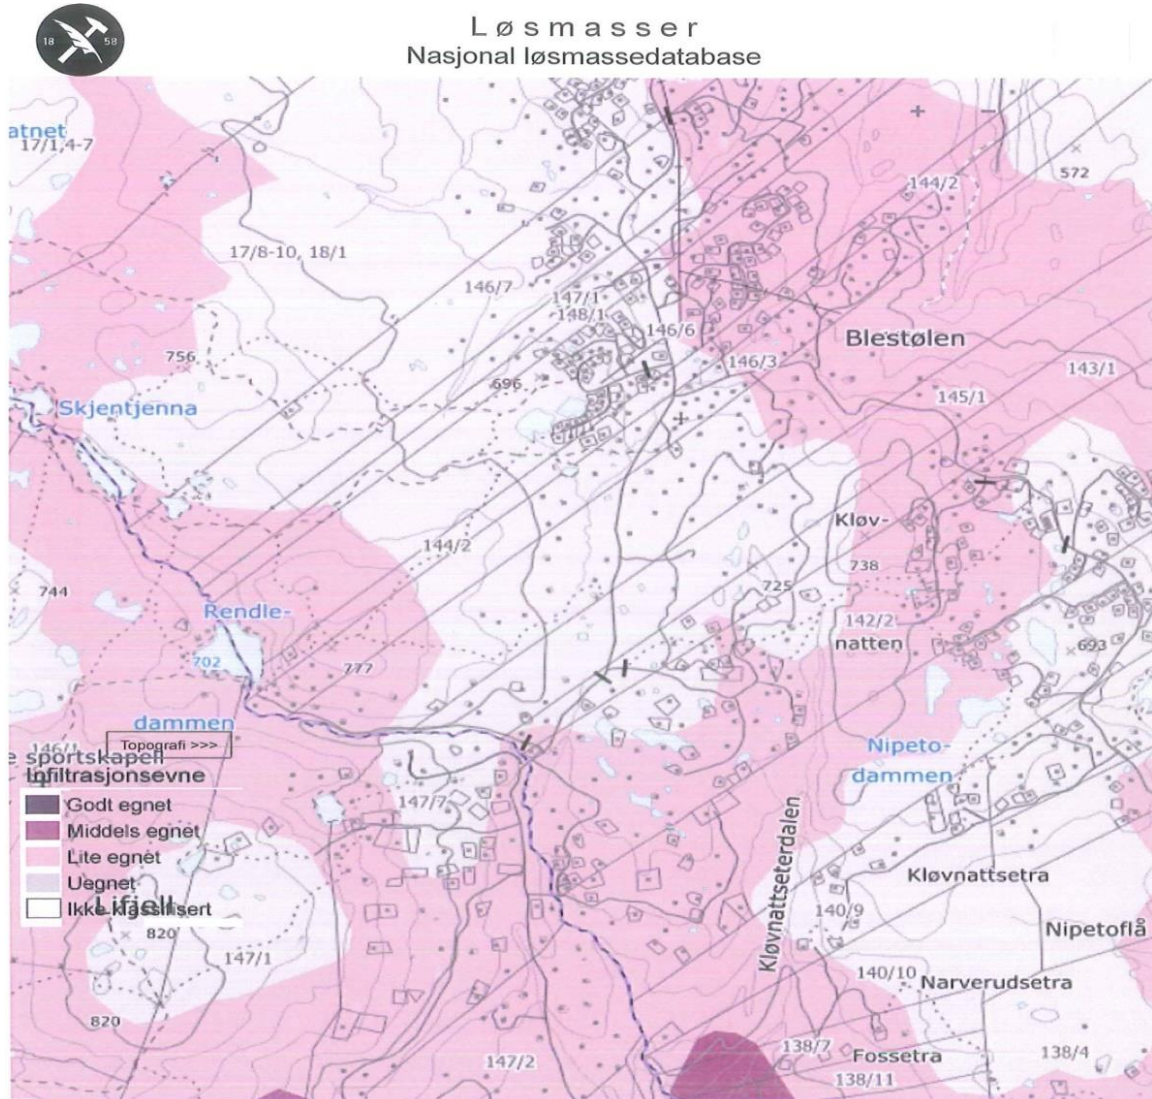 18 58
Løsmasser
Nasjonal løsmassedatabase
atnet
17/1,4-7
572
144/2
17/8-10, 18/1
146/7
147/1
148/1
146/6
Blestølen
756
146/3
143/1
696
145/1
Skjentjenna
Kløv-
144/2
738
725
744
Rendle-
142/2
natten
693
702
777
dammen
Topografi >>>
146/1
e sportskapell
Nipeto-
dammen
Infiltrasjonsevne
Godt egnet
Middels egnet
147/7
Lite egnet
Kløvnattseterdalen
Kløvnattsetra
Uegnet
Lifjell
Ikke klassifisert
140/9
820
Nipetoflå
147/1
140/10
Narverudsetra
820
138/7
Fossetra
138/4
147/2
138/11